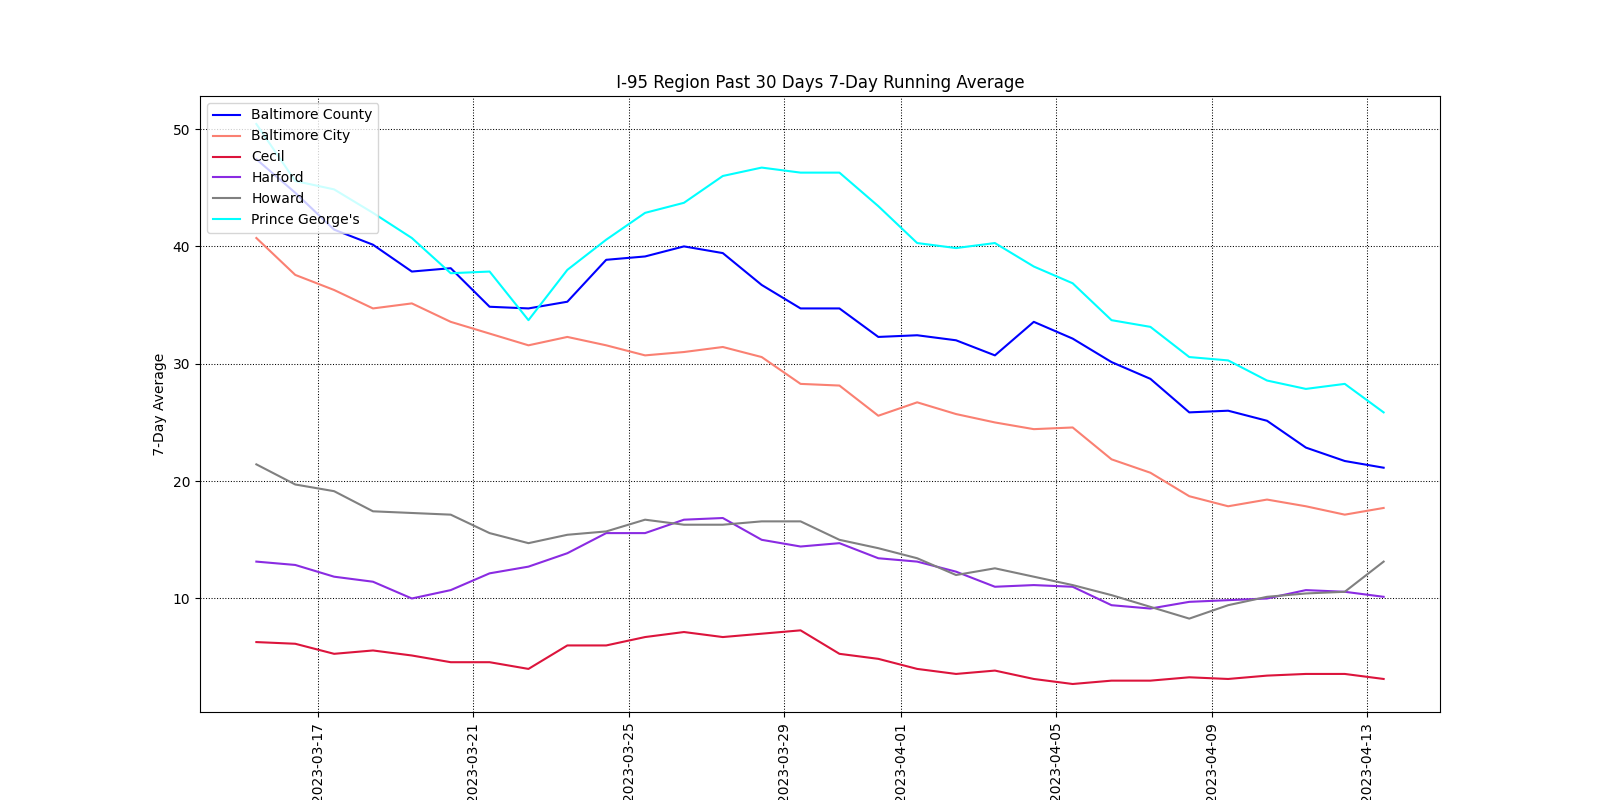 I-95 Region Past 30 Days 7-Day Running Average
Baltimore County
Baltimore City
Cecil
Harford
Howard
Prince George's
7-Day Average
50
40
30
20
10
2023-03-17
2023-03-21
2023-03-25
2023-03-29
2023-04-01
2023-04-05
2023-04-09
2023-04-13